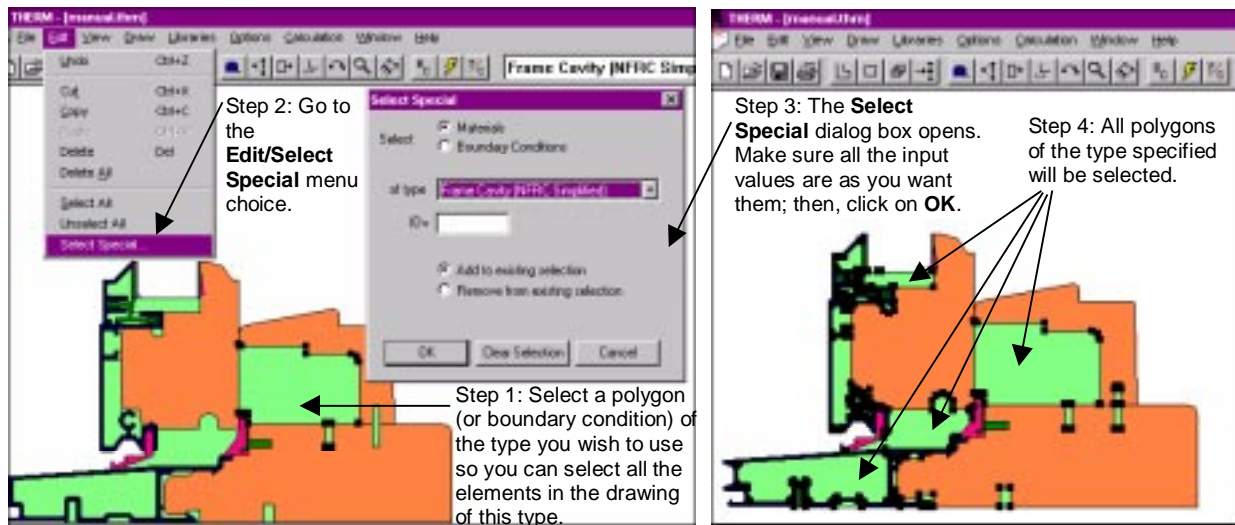 THERM - [manual.thm]
File Edit View Draw Libraries Options Calculation Window Help
Frame Cavity (NFRC Simp
Undo Ctrl+Z
Cut Ctrl+X
Copy Ctrl+C
Delete Del
Delete All
Select All
Unselect All
Select Special...
Step 2: Go to
the
Edit/Select
Special menu
choice.
Select Special
Select
Materials
Boundary Conditions
of type
Frame Cavity (NFRC Simplified)
ID=
Add to existing selection
Remove from existing selection
OK Clear Selection Cancel
Step 1: Select a polygon
(or boundary condition) of
the type you wish to use
so you can select all the
elements in the drawing
of this type.
THERM - [manual.thm]
File Edit View Draw Libraries Options Calculation Window Help
Step 3: The Select
Special dialog box opens.
Make sure all the input
values are as you want
them; then, click on OK.
Step 4: All polygons
of the type specified
will be selected.